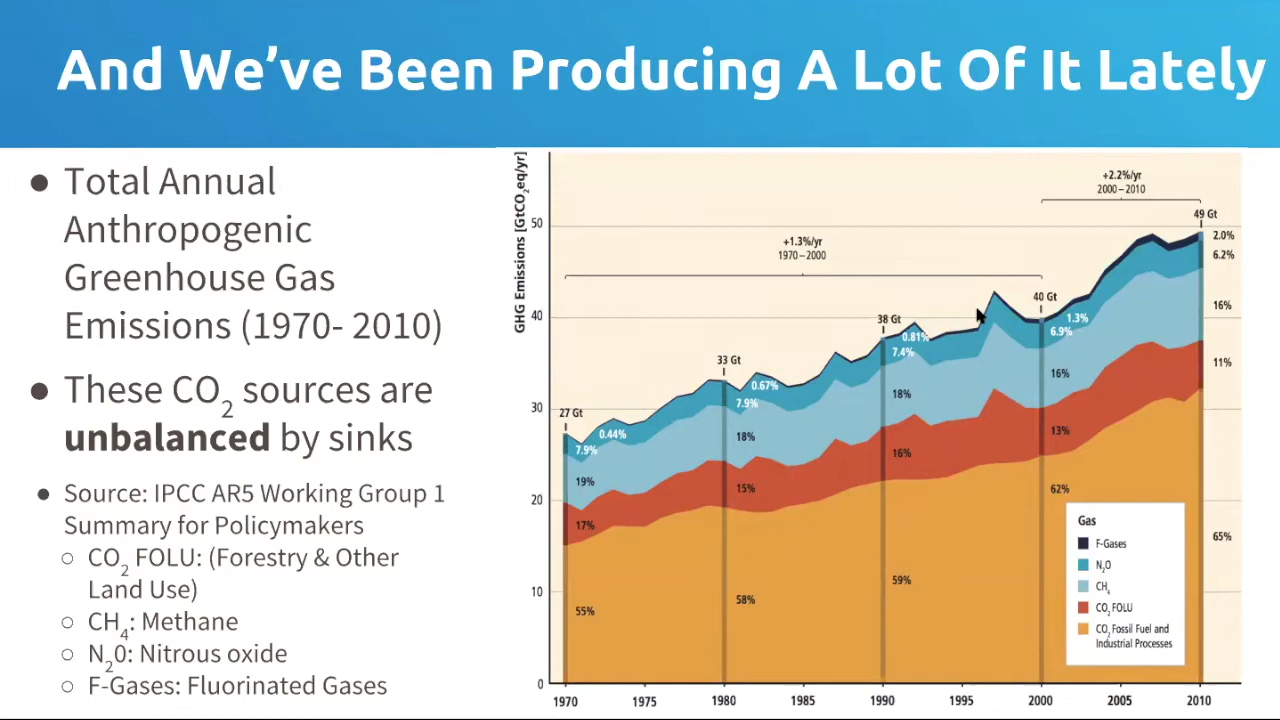 And We've Been Producing A Lot Of It Lately
● Total Annual
Anthropogenic
Greenhouse Gas
Emissions (1970- 2010)
● These CO2 sources are
unbalanced by sinks
● Source: IPCC AR5 Working Group 1
Summary for Policymakers
○ CO2 FOLU: (Forestry & Other
Land Use)
○ CH4: Methane
○ N20: Nitrous oxide
○ F-Gases: Fluorinated Gases
GHG Emissions [GtCO2eq/yr]
50
40
30
20
10
0
+1.3%/yr
1970–2000
+2.2%/yr
2000–2010
27 Gt
33 Gt
38 Gt
40 Gt
49 Gt
0.44%
7.9%
19%
17%
55%
0.67%
7.9%
18%
15%
58%
0.81%
7.4%
18%
16%
59%
1.3%
6.9%
16%
13%
62%
2.0%
6.2%
16%
11%
65%
Gas
F-Gases
N2O
CH4
CO2 FOLU
CO2 Fossil Fuel and
Industrial Processes
1970 1975 1980 1985 1990 1995 2000 2005 2010